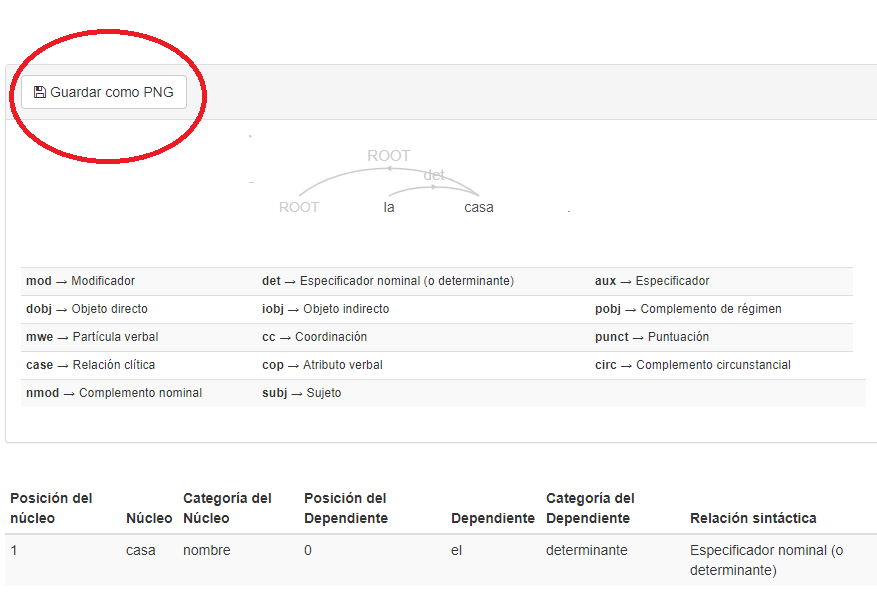 Guardar como PNG
ROOT
det
ROOT la casa .
mod → Modificador det → Especificador nominal (o determinante) aux → Especificador
dobj → Objeto directo iobj → Objeto indirecto pobj → Complemento de régimen
mwe → Partícula verbal cc → Coordinación punct → Puntuación
case → Relación clítica cop → Atributo verbal circ → Complemento circunstancial
nmod → Complemento nominal subj → Sujeto
Posición del núcleo Núcleo Categoría del Núcleo Posición del Dependiente Dependiente Categoría del Dependiente Relación sintáctica
1 casa nombre 0 el determinante Especificador nominal (o
determinante)